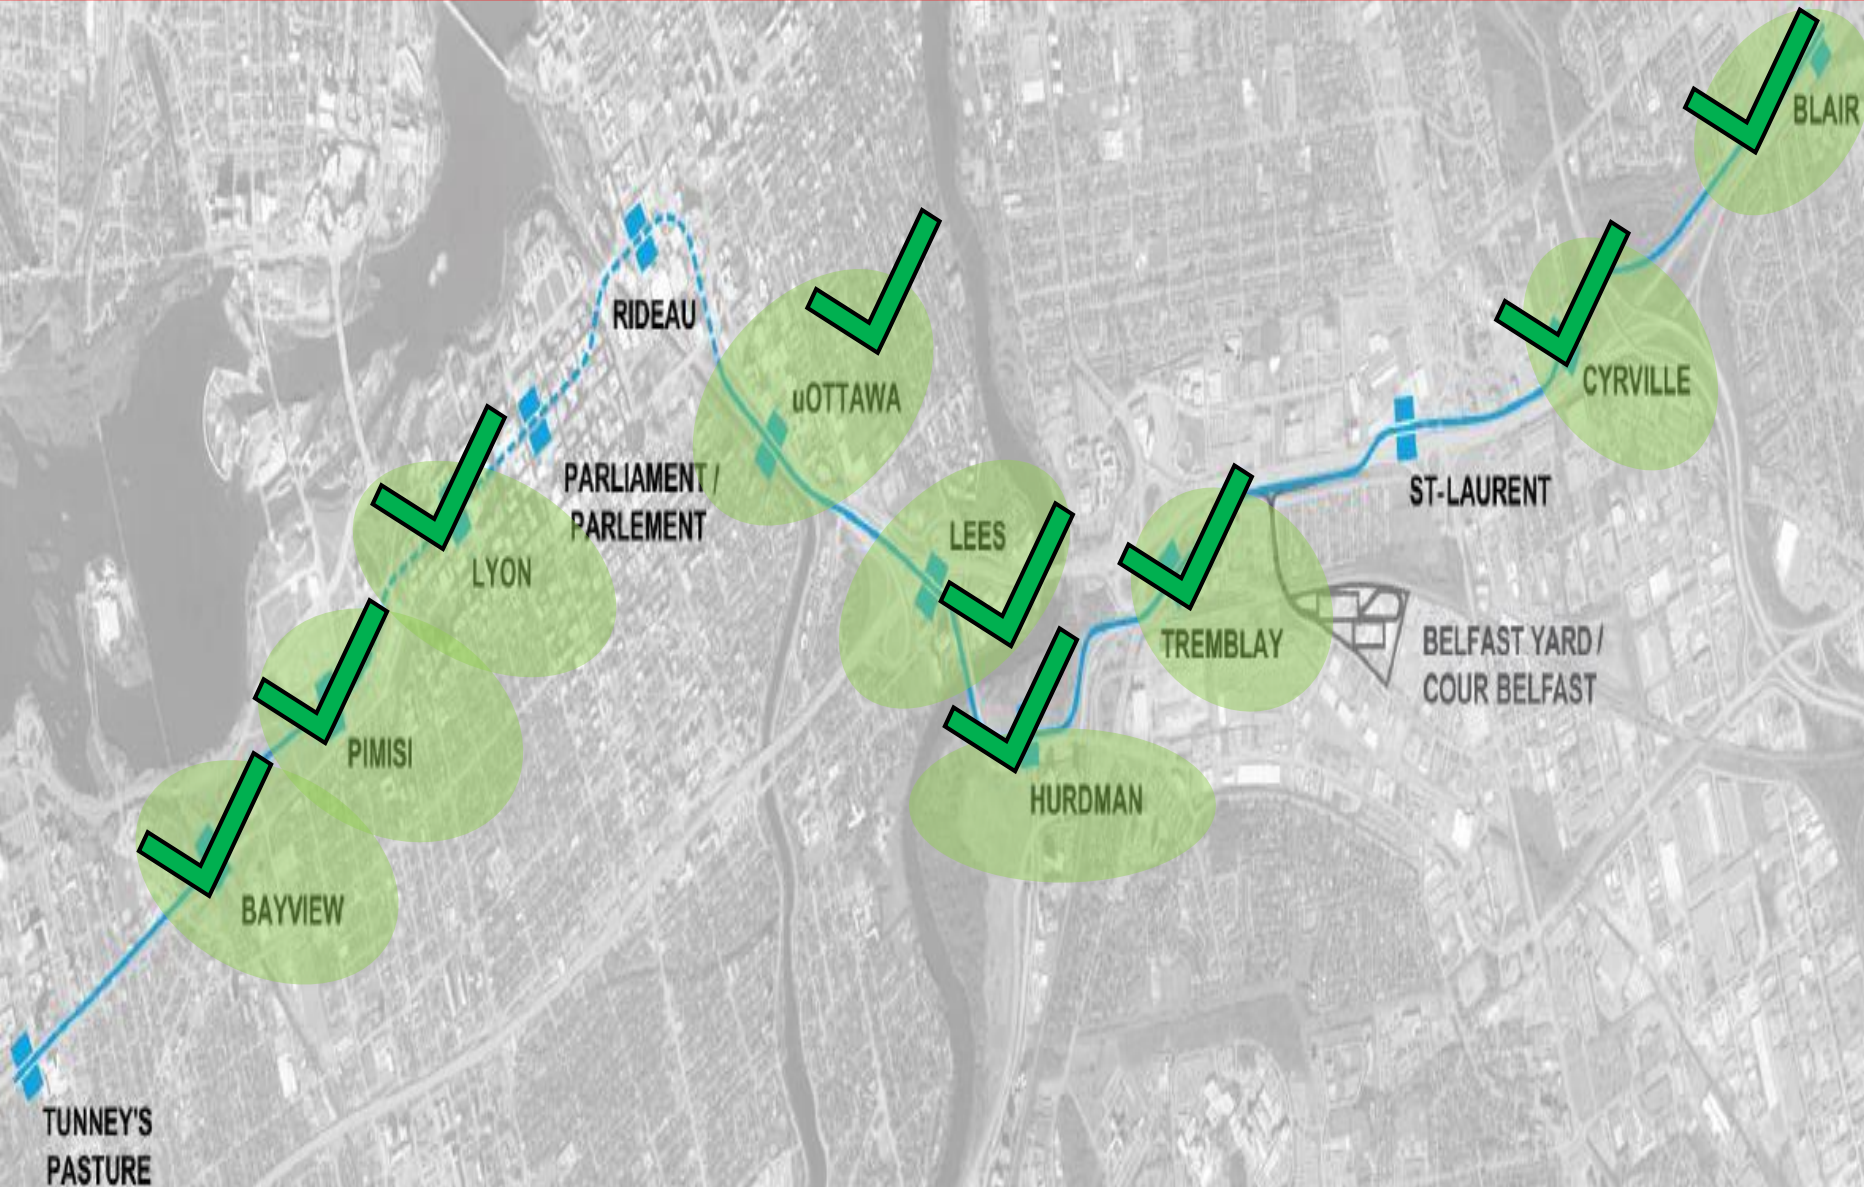 BLAIR
RIDEAU
uOTTAWA
CYRVILLE
PARLIAMENT /
PARLEMENT
ST-LAURENT
LEES
LYON
TREMBLAY
BELFAST YARD /
COUR BELFAST
PIMISI
HURDMAN
BAYVIEW
TUNNEY'S
PASTURE